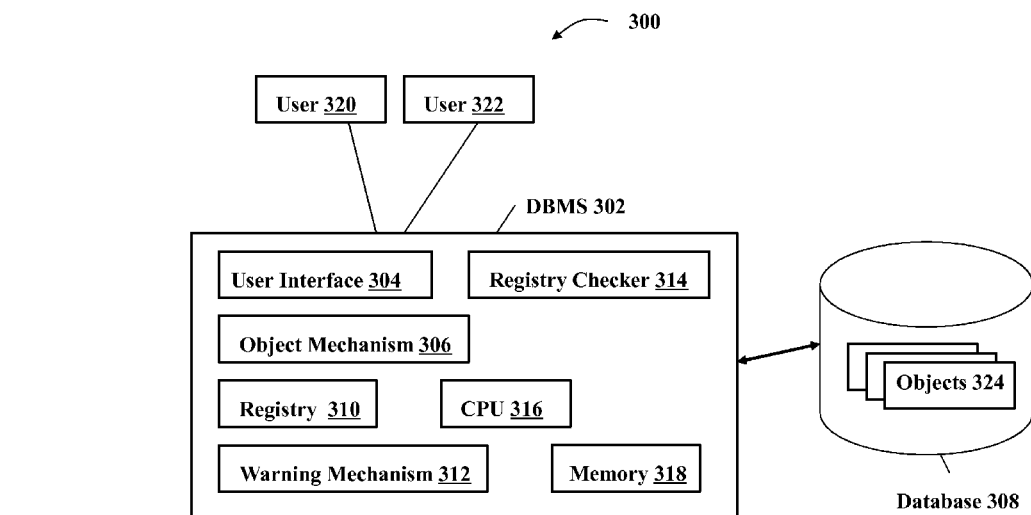 300
User 320
User 322
DBMS 302
User Interface 304
Registry Checker 314
Object Mechanism 306
Objects 324
Registry 310
CPU 316
Warning Mechanism 312
Memory 318
Database 308